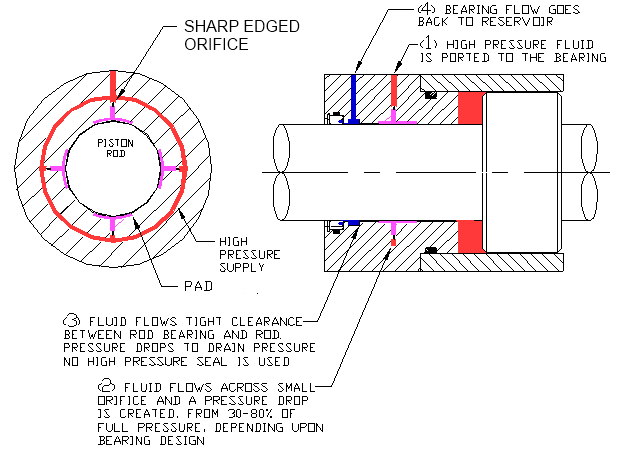 (4) BEARING FLOW GOES
BACK TO RESERVOIR
SHARP EDGED
ORIFICE
(1) HIGH PRESSURE FLUID
IS PORTED TO THE BEARING
PISTON
ROD
HIGH
PRESSURE
SUPPLY
PAD
(3) FLUID FLOWS TIGHT CLEARANCE
BETWEEN ROD BEARING AND ROD.
PRESSURE DROPS TO DRAIN PRESSURE
NO HIGH PRESSURE SEAL IS USED
(2) FLUID FLOWS ACROSS SMALL
ORIFICE AND A PRESSURE DROP
IS CREATED. FROM 30-80% OF
FULL PRESSURE, DEPENDING UPON
BEARING DESIGN